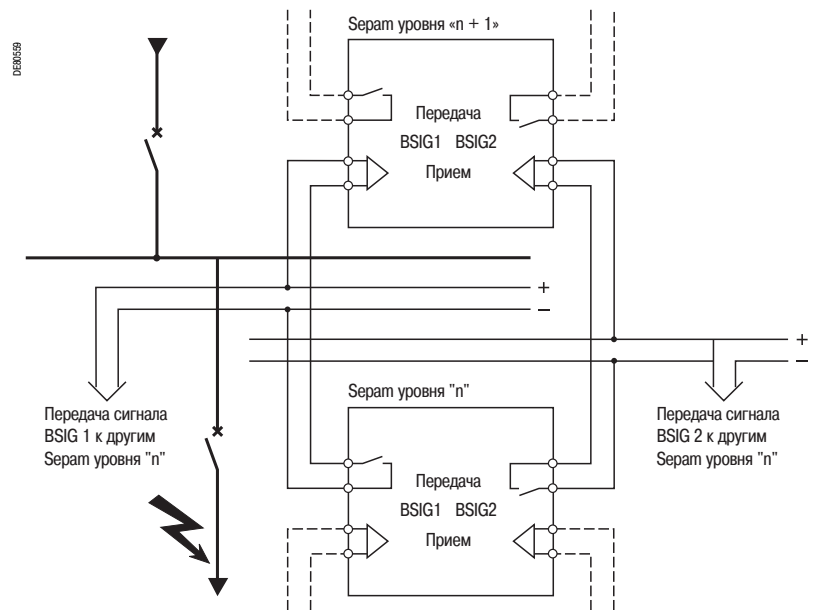 DE80559
Sepam уровня «n + 1»
Передача
BSIG1 BSIG2
Прием
+
–
+
–
Sepam уровня "n"
Передача сигнала
BSIG 1 к другим
Sepam уровня "n"
Передача сигнала
BSIG 2 к другим
Sepam уровня "n"
Передача
BSIG1 BSIG2
Прием